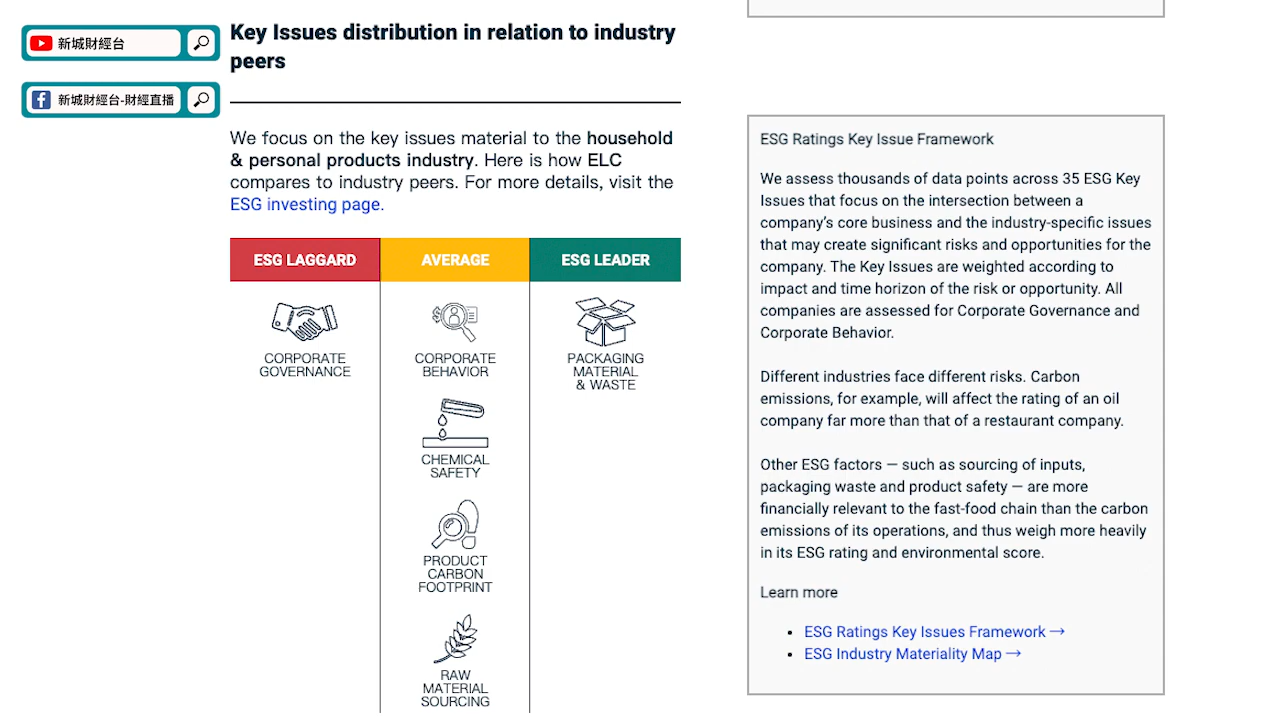 新城財經台
新城財經台-財經直播
Key Issues distribution in relation to industry
peers
We focus on the key issues material to the household
& personal products industry. Here is how ELC
compares to industry peers. For more details, visit the
ESG investing page.
ESG LAGGARD
AVERAGE
ESG LEADER
CORPORATE
GOVERNANCE
CORPORATE
BEHAVIOR
PACKAGING
MATERIAL
& WASTE
CHEMICAL
SAFETY
PRODUCT
CARBON
FOOTPRINT
RAW
MATERIAL
SOURCING
ESG Ratings Key Issue Framework
We assess thousands of data points across 35 ESG Key
Issues that focus on the intersection between a
company's core business and the industry-specific issues
that may create significant risks and opportunities for the
company. The Key Issues are weighted according to
impact and time horizon of the risk or opportunity. All
companies are assessed for Corporate Governance and
Corporate Behavior.
Different industries face different risks. Carbon
emissions, for example, will affect the rating of an oil
company far more than that of a restaurant company.
Other ESG factors — such as sourcing of inputs,
packaging waste and product safety — are more
financially relevant to the fast-food chain than the carbon
emissions of its operations, and thus weigh more heavily
in its ESG rating and environmental score.
Learn more
• ESG Ratings Key Issues Framework →
• ESG Industry Materiality Map →